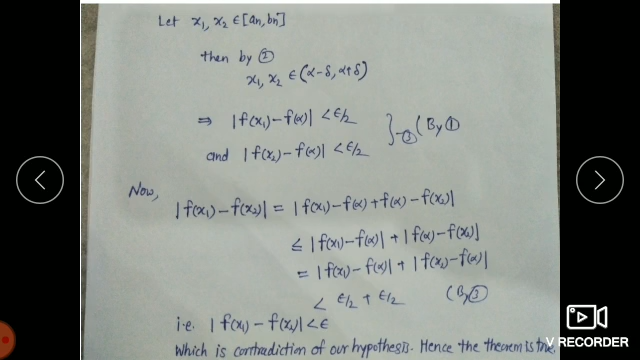 Let x₁, x₂ ∈ [an, bn]
then by ②
x₁, x₂ ∈ (α-δ, α+δ)
⇒ |f(x₁) - f(α)| < ε/2
and |f(x₂) - f(α)| < ε/2 } -③ (By ①
Now,
|f(x₁) - f(x₂)| = |f(x₁) - f(α) + f(α) - f(x₂)|
≤ |f(x₁) - f(α)| + |f(α) - f(x₂)|
= |f(x₁) - f(α)| + |f(x₂) - f(α)|
< ε/2 + ε/2 (By ③)
i.e. |f(x₁) - f(x₂)| < ε
Which is contradiction of our hypothesis. Hence the theorem is true.
V RECORDER